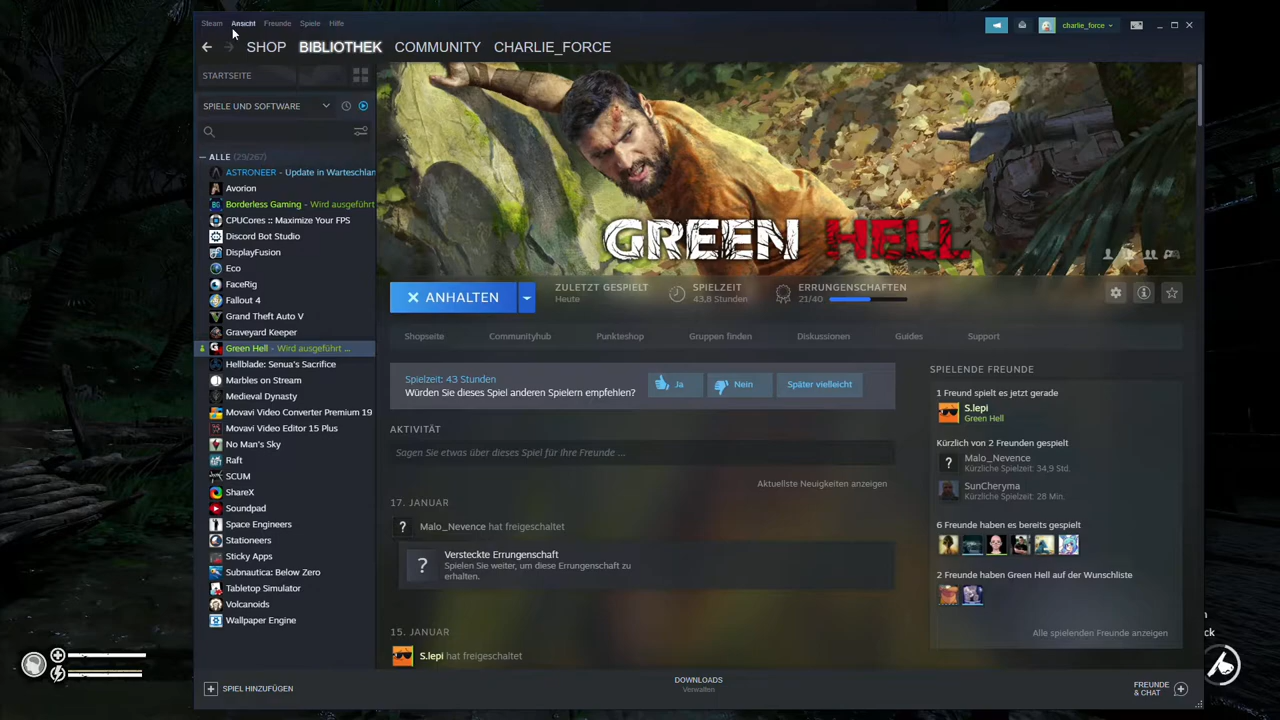 Steam Ansicht Freunde Spiele Hilfe
charlie_force
SHOP BIBLIOTHEK COMMUNITY CHARLIE_FORCE
STARTSEITE
SPIELE UND SOFTWARE
ALLE (29/267)
ASTRONEER - Update in Warteschlan
Avorion
Borderless Gaming - Wird ausgeführt
CPUCores :: Maximize Your FPS
Discord Bot Studio
DisplayFusion
Eco
FaceRig
Fallout 4
Grand Theft Auto V
Graveyard Keeper
Green Hell - Wird ausgeführt ...
Hellblade: Senua's Sacrifice
Marbles on Stream
Medieval Dynasty
Movavi Video Converter Premium 19
Movavi Video Editor 15 Plus
No Man's Sky
Raft
SCUM
ShareX
Soundpad
Space Engineers
Stationeers
Sticky Apps
Subnautica: Below Zero
Tabletop Simulator
Volcanoids
Wallpaper Engine
SPIEL HINZUFÜGEN
GREEN HELL
ANHALTEN
ZULETZT GESPIELT
Heute
SPIELZEIT
43,8 Stunden
ERRUNGENSCHAFTEN
21/40
Shopseite Communityhub Punkteshop Gruppen finden Diskussionen Guides Support
Spielzeit: 43 Stunden
Würden Sie dieses Spiel anderen Spielern empfehlen?
Ja Nein Später vielleicht
AKTIVITÄT
Sagen Sie etwas über dieses Spiel für Ihre Freunde ...
Aktuellste Neuigkeiten anzeigen
17. JANUAR
Malo_Nevence hat freigeschaltet
Versteckte Errungenschaft
Spielen Sie weiter, um diese Errungenschaft zu
erhalten.
15. JANUAR
S.lepi hat freigeschaltet
SPIELENDE FREUNDE
1 Freund spielt es jetzt gerade
S.lepi
Green Hell
Kürzlich von 2 Freunden gespielt
Malo_Nevence
Kürzliche Spielzeit: 34,9 Std.
SunCheryma
Kürzliche Spielzeit: 28 Min.
6 Freunde haben es bereits gespielt
2 Freunde haben Green Hell auf der Wunschliste
Alle spielenden Freunde anzeigen
DOWNLOADS
Verwalten
FREUNDE
& CHAT